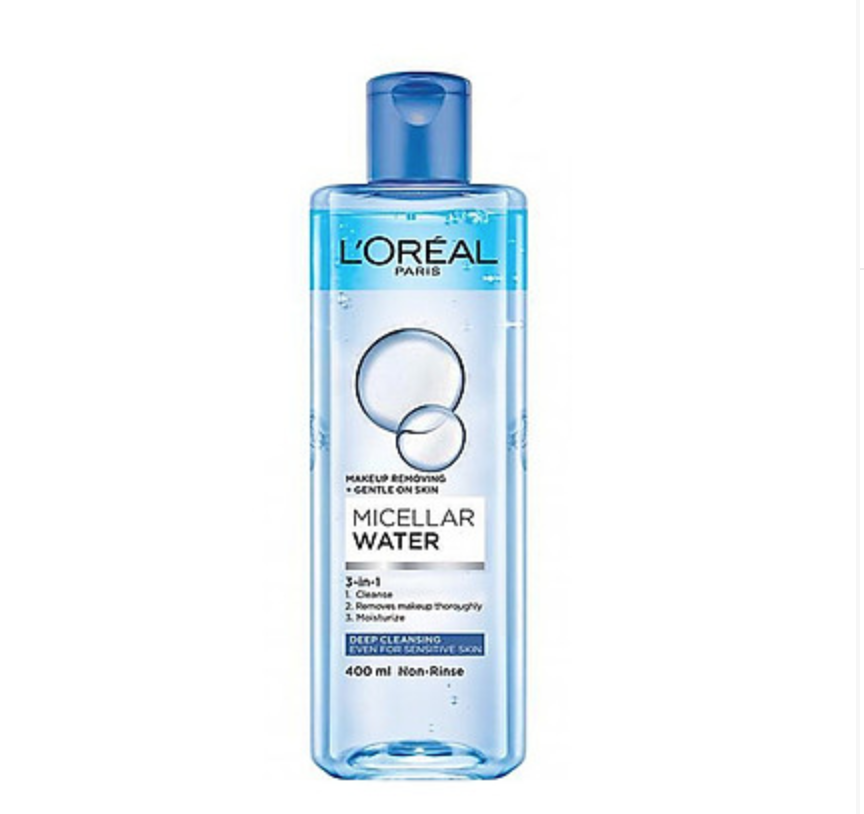 L'ORÉAL
PARIS
MAKEUP REMOVING
+ GENTLE ON SKIN
MICELLAR
WATER
3-in-1
1. Cleanse
2. Removes makeup thoroughly
3. Moisturize
DEEP CLEANSING
EVEN FOR SENSITIVE SKIN
400 ml Non-Rinse